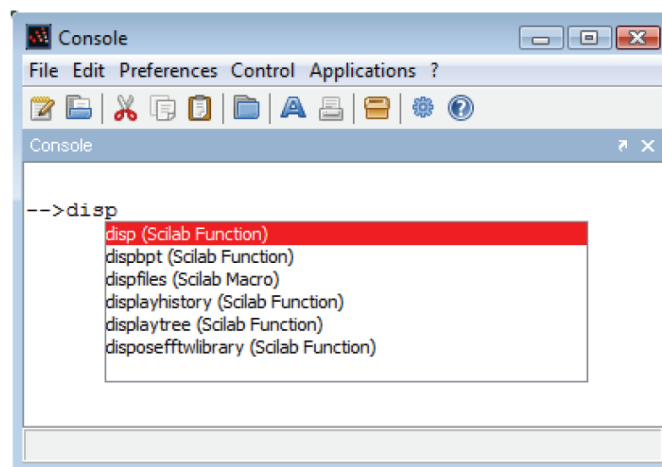 Console
File Edit Preferences Control Applications ?
Console
-->disp
disp (Scilab Function)
dispbpt (Scilab Function)
dispfiles (Scilab Macro)
displayhistory (Scilab Function)
displaytree (Scilab Function)
disposefftwlibrary (Scilab Function)